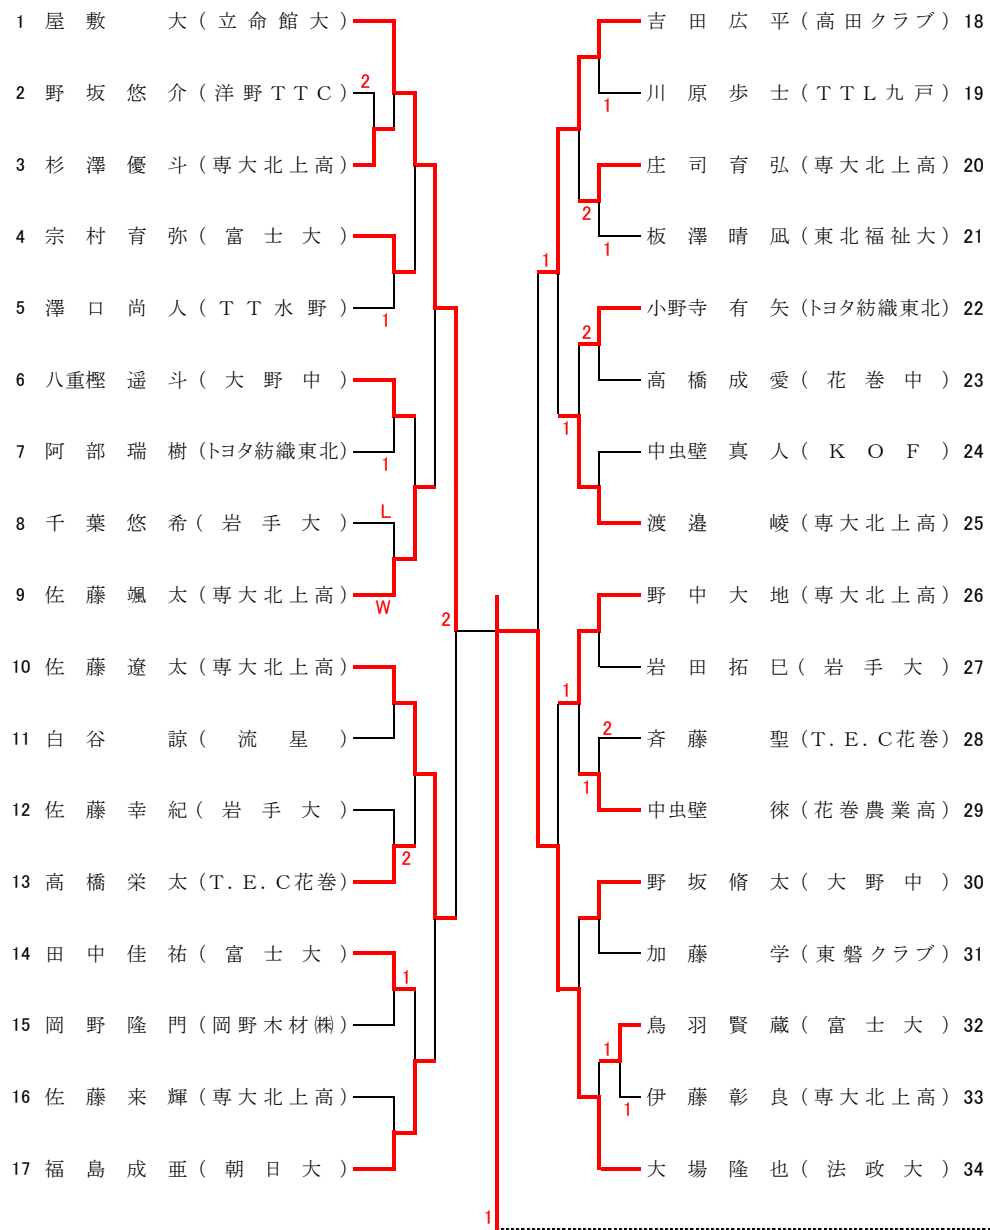 1 屋敷 大 (立命館大)
2 野坂悠介 (洋野TTC)
2
3 杉澤優斗 (専大北上高)
4 宗村育弥 (富士大)
5 澤口尚人 (TT水野)
1
6 八重樫遥斗 (大野中)
7 阿部瑞樹 (トヨタ紡織東北)
1
8 千葉悠希 (岩手大)
L
9 佐藤颯太 (専大北上高)
W
10 佐藤遼太 (専大北上高)
11 白谷 諒 (流星)
12 佐藤幸紀 (岩手大)
2
13 高橋栄太 (T.E.C花巻)
14 田中佳祐 (富士大)
1
15 岡野隆門 (岡野木材㈱)
16 佐藤来輝 (専大北上高)
17 福島成亜 (朝日大)
2
1
吉田広平 (高田クラブ) 18
川原歩士 (TTL九戸) 19
1
庄司育弘 (専大北上高) 20
2
板澤晴凪 (東北福祉大) 21
1
1
小野寺有矢 (トヨタ紡織東北) 22
2
高橋成愛 (花巻中) 23
1
中虫壁真人 (KOF) 24
渡邉 崚 (専大北上高) 25
野中大地 (専大北上高) 26
岩田拓巳 (岩手大) 27
1
斉藤 聖 (T.E.C花巻) 28
2
1
中虫壁 徠 (花巻農業高) 29
野坂脩太 (大野中) 30
加藤 学 (東磐クラブ) 31
鳥羽賢蔵 (富士大) 32
1
伊藤彰良 (専大北上高) 33
1
大場隆也 (法政大) 34